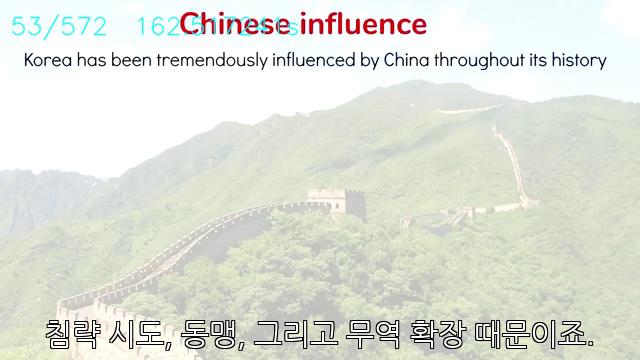 53/572 162.517241s
Chinese influence
Korea has been tremendously influenced by China throughout its history
침략 시도, 동맹, 그리고 무역 확장 때문이죠.